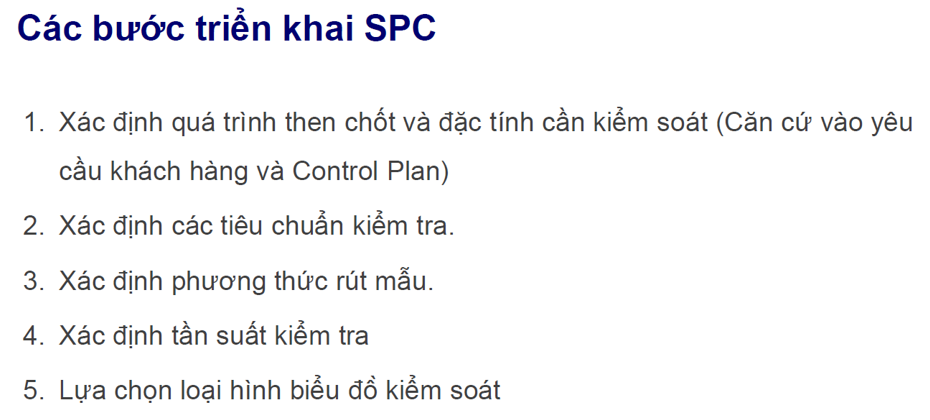 Các bước triển khai SPC
1. Xác định quá trình then chốt và đặc tính cần kiểm soát (Căn cứ vào yêu
cầu khách hàng và Control Plan)
2. Xác định các tiêu chuẩn kiểm tra.
3. Xác định phương thức rút mẫu.
4. Xác định tần suất kiểm tra
5. Lựa chọn loại hình biểu đồ kiểm soát